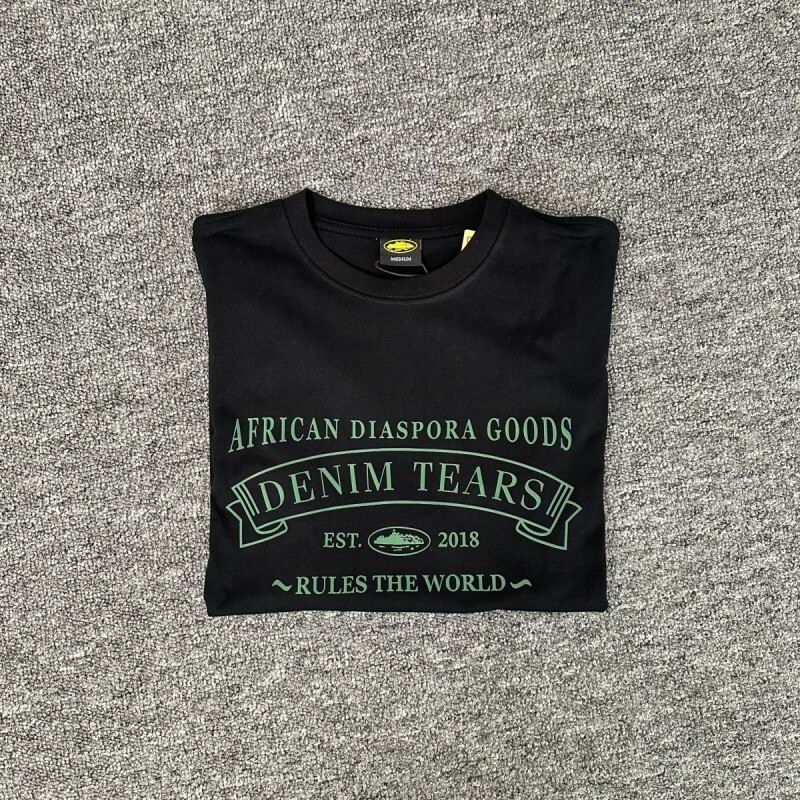 MEDIUM
AFRICAN DIASPORA GOODS
DENIM TEARS
EST. 2018
~RULES THE WORLD~